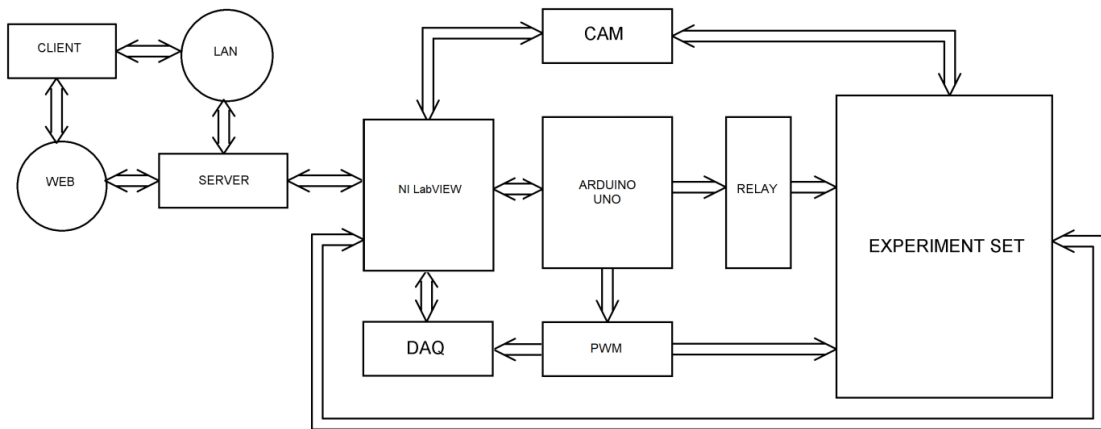 CLIENT
LAN
CAM
WEB
SERVER
NI LabVIEW
ARDUINO
UNO
RELAY
EXPERIMENT SET
DAQ
PWM